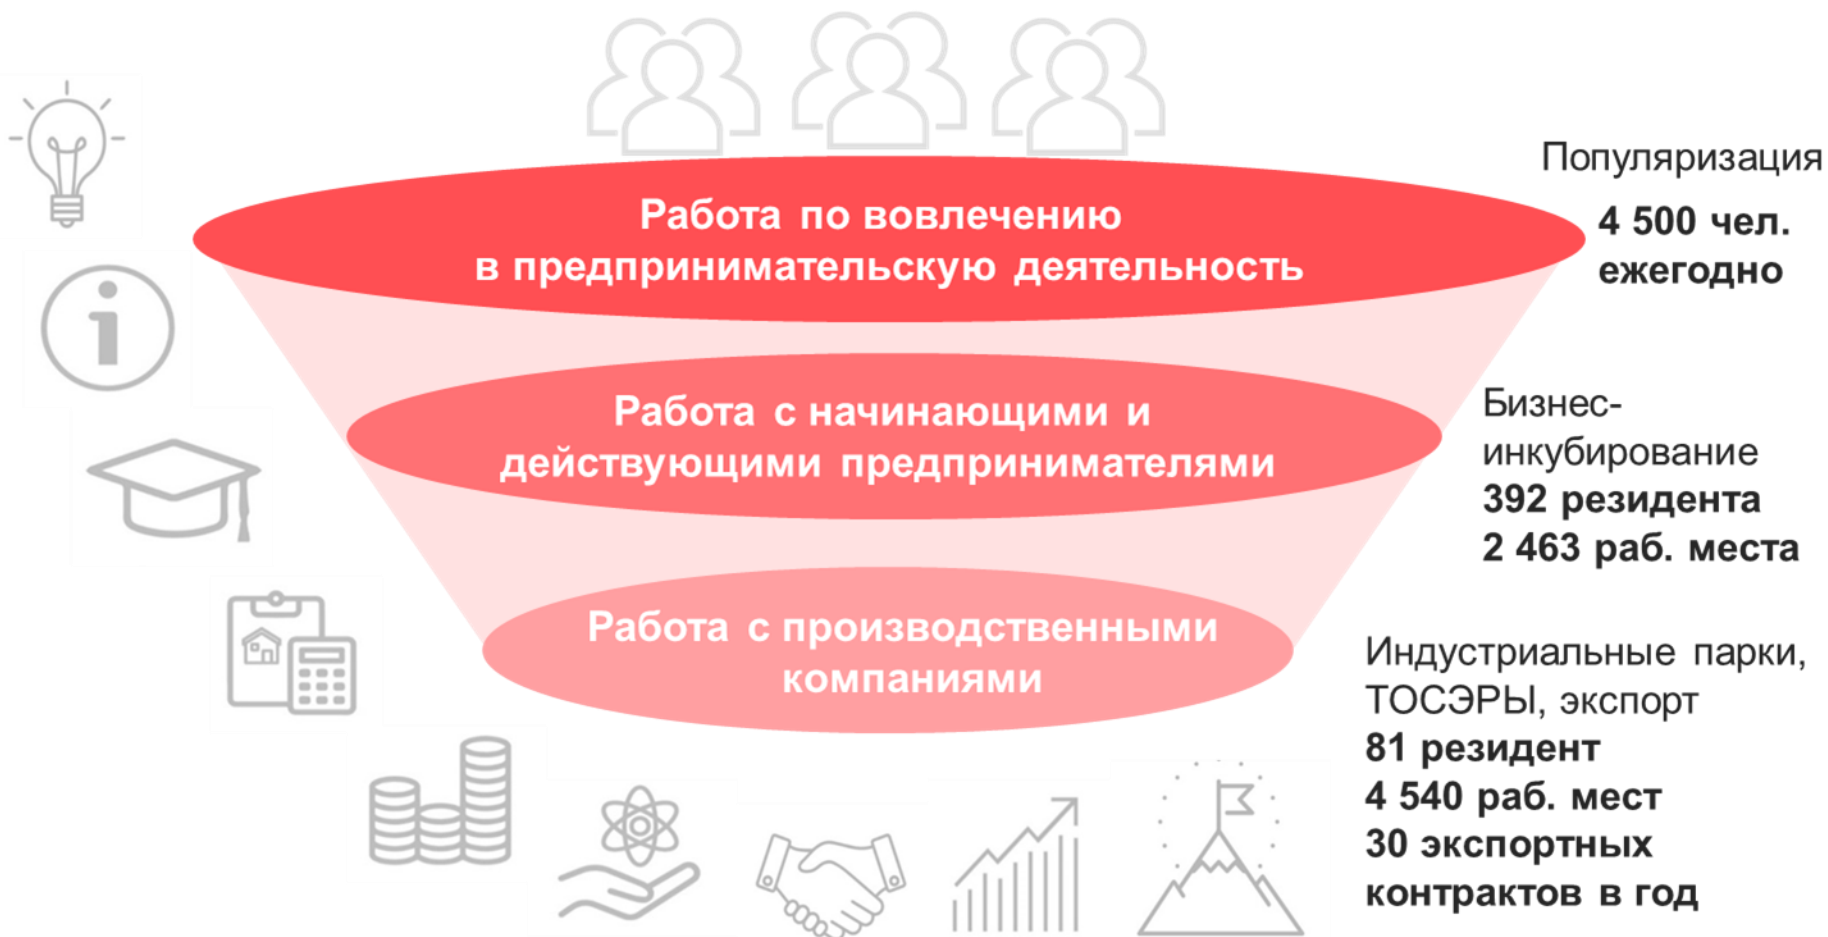 Работа по вовлечению
в предпринимательскую деятельность
Популяризация
4 500 чел.
ежегодно
Работа с начинающими и
действующими предпринимателями
Бизнес-
инкубирование
392 резидента
2 463 раб. места
Работа с производственными
компаниями
Индустриальные парки,
ТОСЭРЫ, экспорт
81 резидент
4 540 раб. мест
30 экспортных
контрактов в год